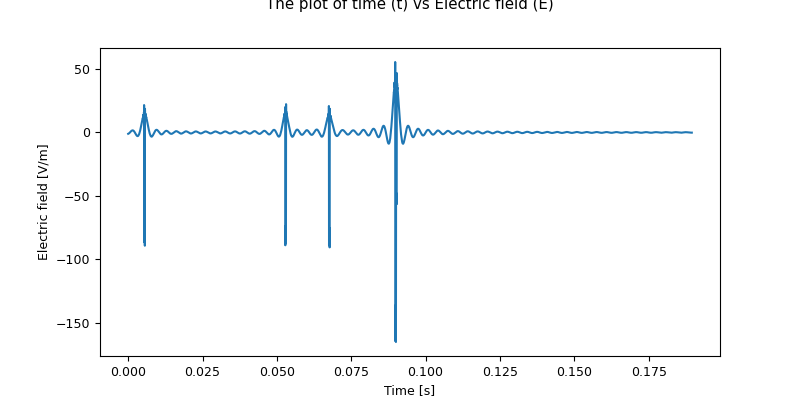 The plot of time (t) vs Electric field (E)
50
0
−50
−100
−150
Electric field [V/m]
0.000 0.025 0.050 0.075 0.100 0.125 0.150 0.175
Time [s]